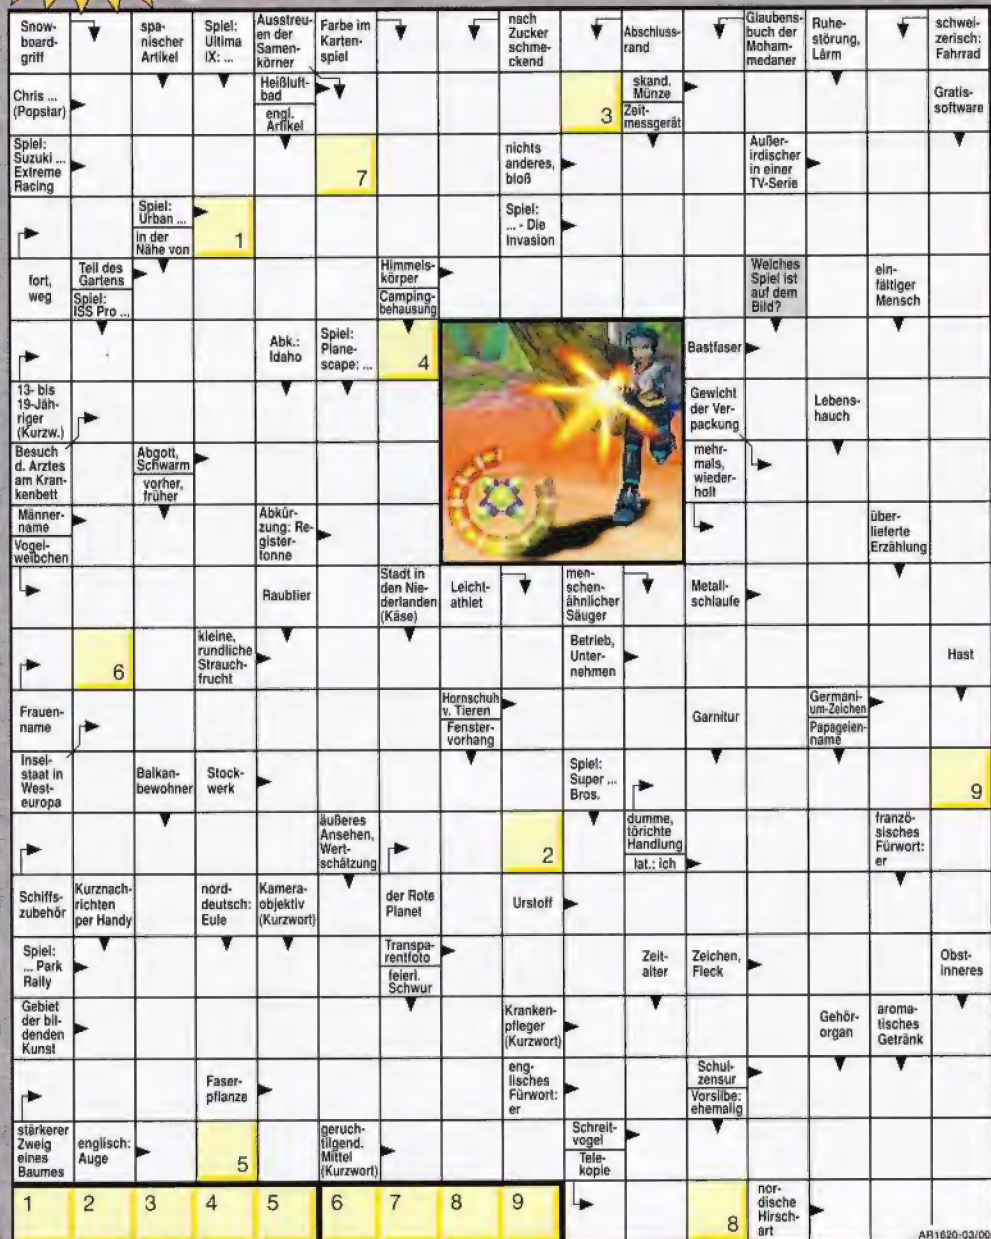 Snow-
board-
griff
spa-
nischer
Artikel
Spiel:
Ultima
IX: ...
Ausstreu-
en der
Samen-
körner
Farbe im
Karten-
spiel
nach
Zucker
schme-
ckend
Abschluss-
rand
Glaubens-
buch der
Moham-
medaner
Ruhe-
störung,
Lärm
schwei-
zerisch:
Fahrrad
Chris ...
(Popstar)
Heißluft-
bad
engl.
Artikel
3
skand.
Münze
Zeit-
messgerät
Gratis-
software
Spiel:
Suzuki ...
Extreme
Racing
7
nichts
anderes,
bloß
Außer-
irdischer
in einer
TV-Serie
Spiel:
Urban ...
in der
Nähe von
1
Spiel:
... - Die
Invasion
fort,
weg
Teil des
Gartens
Spiel:
ISS Pro ...
Himmels-
körper
Camping-
behausung
Welches
Spiel ist
auf dem
Bild?
ein-
fältiger
Mensch
Abk.:
Idaho
Spiel:
Plane-
scape: ...
4
Bastfaser
13- bis
19-Jäh-
riger
(Kurzw.)
Gewicht
der Ver-
packung
Lebens-
hauch
Besuch
d. Arztes
am Kran-
kenbett
Abgott,
Schwarm
vorher,
früher
mehr-
mals,
wieder-
holt
Männer-
name
Vogel-
weibchen
Abkür-
zung: Re-
gister-
tonne
über-
lieferte
Erzählung
Raubtier
Stadt in
den Nie-
derlanden
(Käse)
Leicht-
athlet
men-
schen-
ähnlicher
Säuger
Metall-
schlaufe
6
kleine,
rundliche
Strauch-
frucht
Betrieb,
Unter-
nehmen
Hast
Frauen-
name
Hornschuh
v. Tieren
Fenster-
vorhang
Garnitur
Germani-
um-Zeichen
Papageien-
name
Insel-
staat in
West-
europa
Balkan-
bewohner
Stock-
werk
Spiel:
Super ...
Bros.
9
äußeres
Ansehen,
Wert-
schätzung
2
dumme,
törichte
Handlung
lat.: ich
franzö-
sisches
Fürwort:
er
Schiffs-
zubehör
Kurznach-
richten
per Handy
nord-
deutsch:
Eule
Kamera-
objektiv
(Kurzwort)
der Rote
Planet
Urstoff
Spiel:
... Park
Rally
Transpa-
rentfoto
feierl.
Schwur
Zeit-
alter
Zeichen,
Fleck
Obst-
inneres
Gebiet
der bil-
denden
Kunst
Kranken-
pfleger
(Kurzwort)
Gehör-
organ
aroma-
tisches
Getränk
Faser-
pflanze
eng-
lisches
Fürwort:
er
Schul-
zensur
Vorsilbe:
ehemalig
stärkerer
Zweig
eines
Baumes
englisch:
Auge
5
geruch-
tilgend.
Mittel
(Kurzwort)
Schreit-
vogel
Tele-
kopie
1 2 3 4 5 6 7 8 9
8
nor-
dische
Hirsch-
art
AR1620-03/00